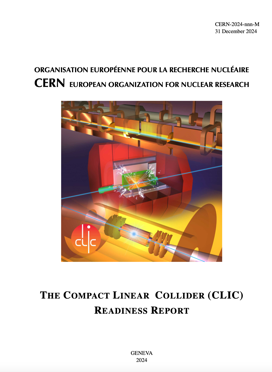 CERN-2024-nnn-M
31 December 2024
ORGANISATION EUROPÉENNE POUR LA RECHERCHE NUCLÉAIRE
CERN EUROPEAN ORGANIZATION FOR NUCLEAR RESEARCH
clic
THE COMPACT LINEAR COLLIDER (CLIC)
READINESS REPORT
GENEVA
2024